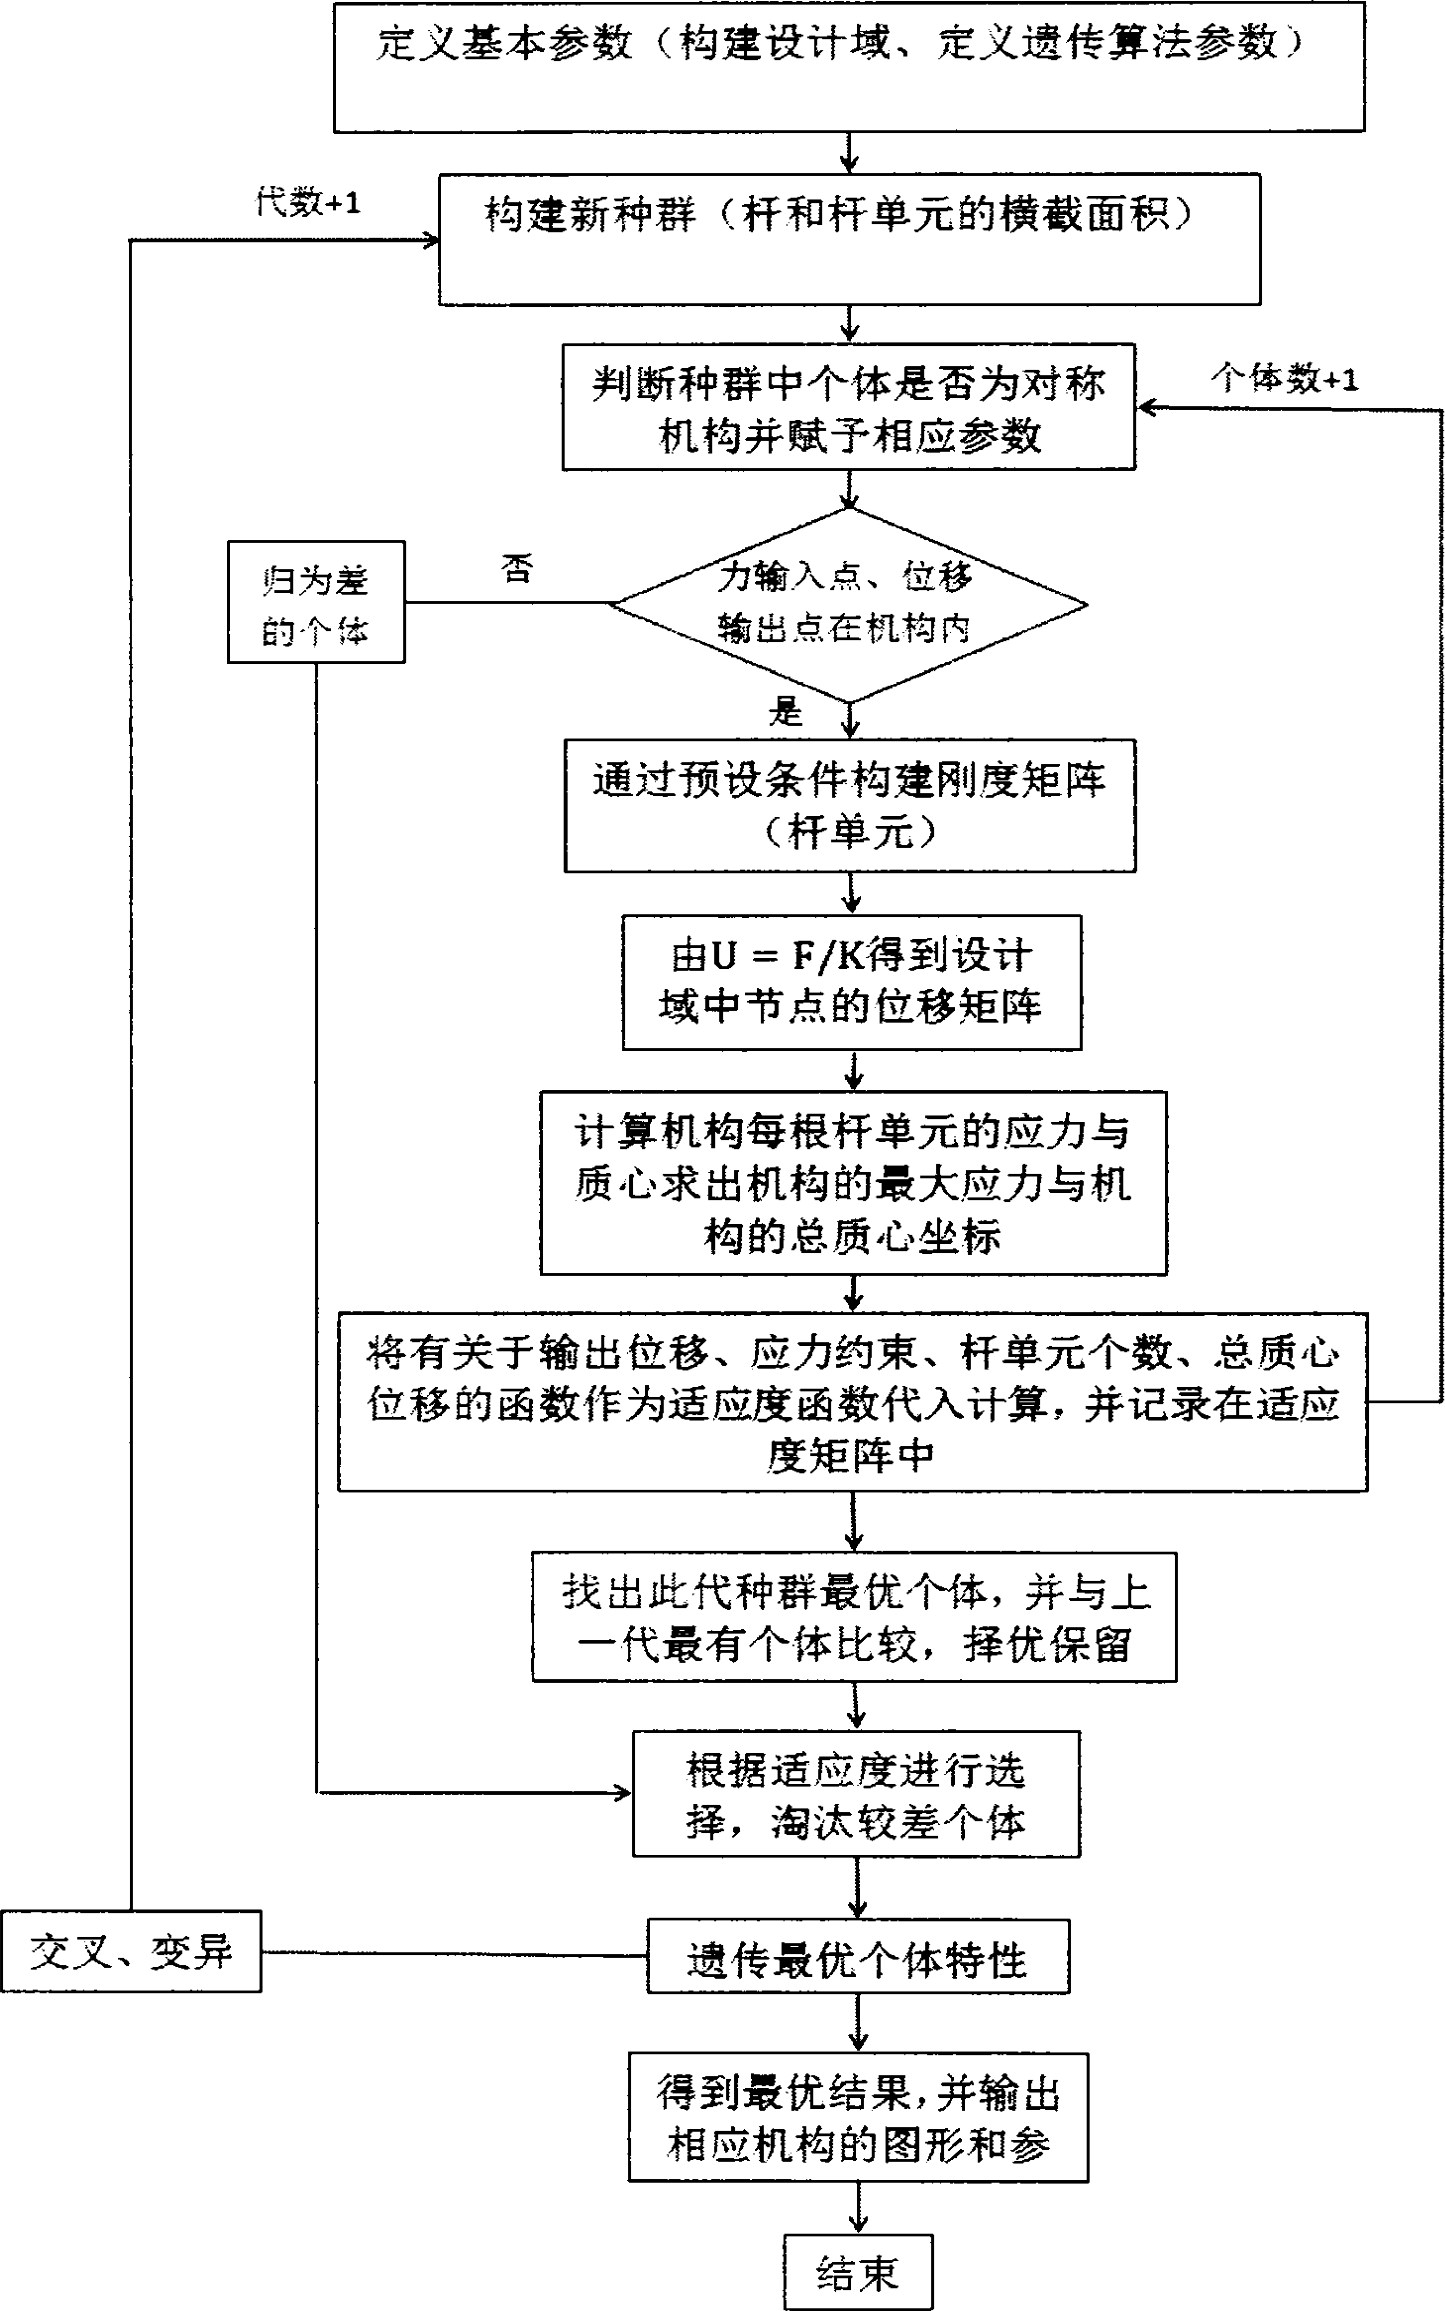 定义基本参数（构建设计域、定义遗传算法参数）
代数+1
构建新种群（杆和杆单元的横截面积）
判断种群中个体是否为对称
机构并赋予相应参数
个体数+1
归为差
的个体
否
力输入点、位移
输出点在机构内
是
通过预设条件构建刚度矩阵
（杆单元）
由U = F/K得到设计
域中节点的位移矩阵
计算机构每根杆单元的应力与
质心求出机构的最大应力与机
构的总质心坐标
将有关于输出位移、应力约束、杆单元个数、总质心
位移的函数作为适应度函数代入计算，并记录在适应
度矩阵中
找出此代种群最优个体，并与上
一代最有个体比较，择优保留
根据适应度进行选
择，淘汰较差个体
交叉、变异
遗传最优个体特性
得到最优结果，并输出
相应机构的图形和参
结束